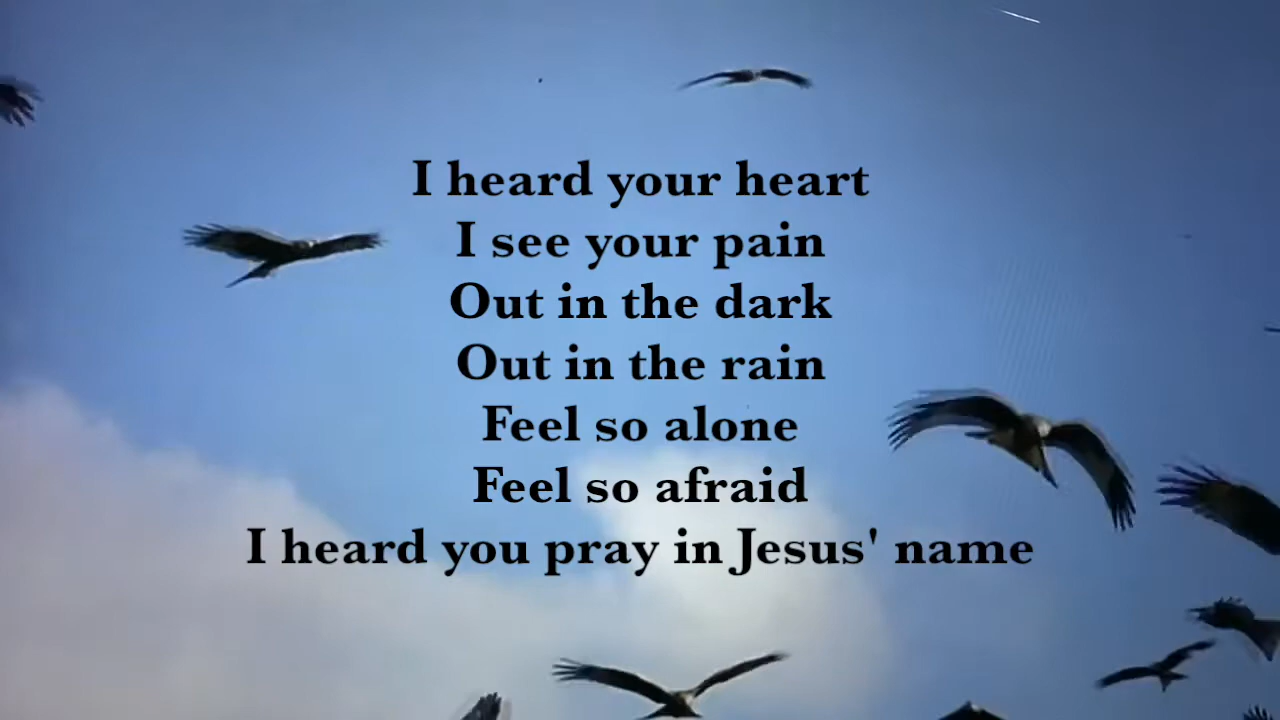 I heard your heart
I see your pain
Out in the dark
Out in the rain
Feel so alone
Feel so afraid
I heard you pray in Jesus' name